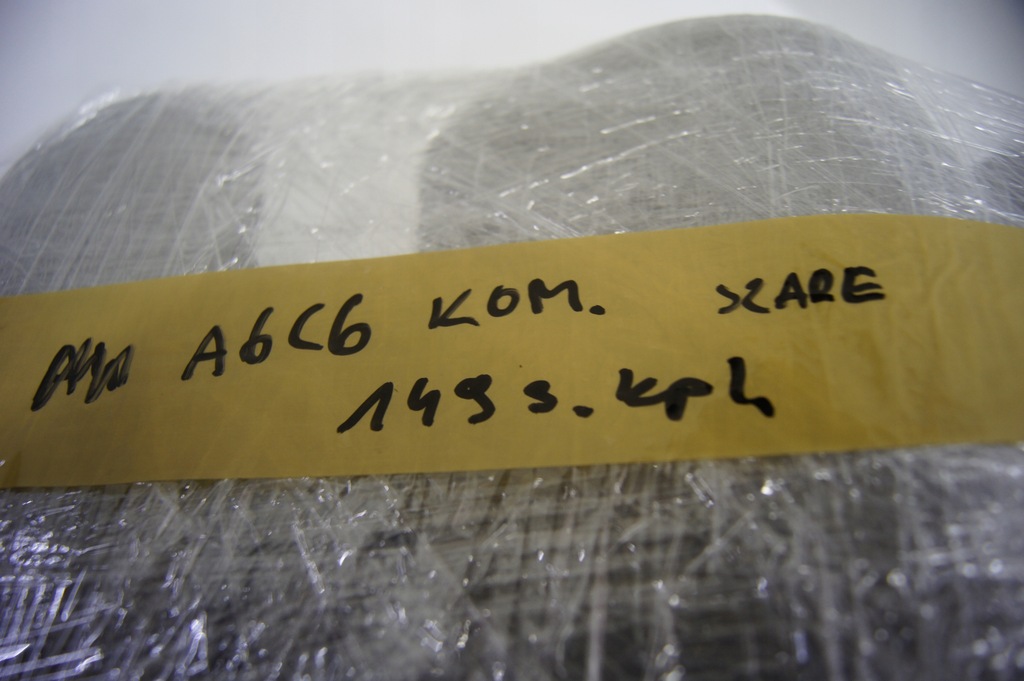 A6C6 KOM. SZARE
149 s. kpl